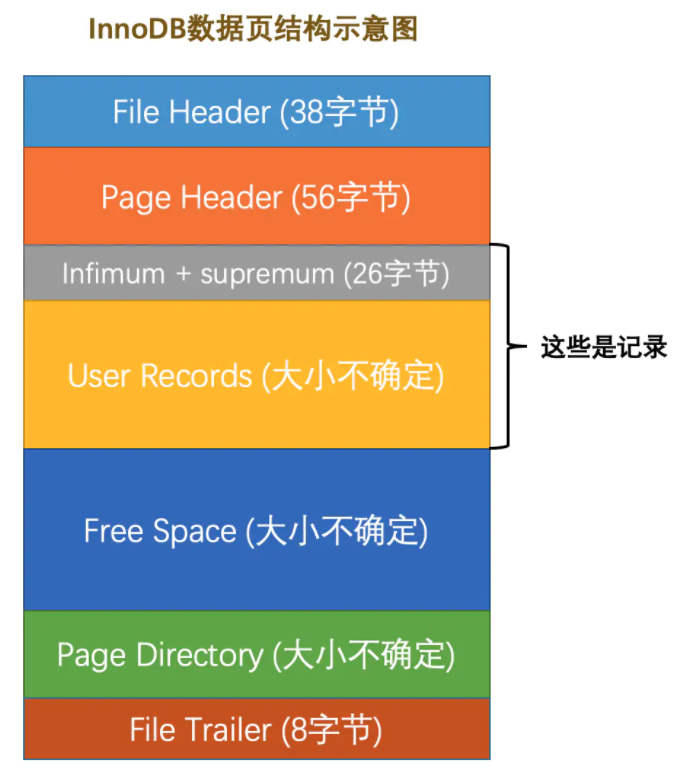 InnoDB数据页结构示意图
File Header (38字节)
Page Header (56字节)
Infimum + supremum (26字节)
User Records (大小不确定)
这些是记录
Free Space (大小不确定)
Page Directory (大小不确定)
File Trailer (8字节)